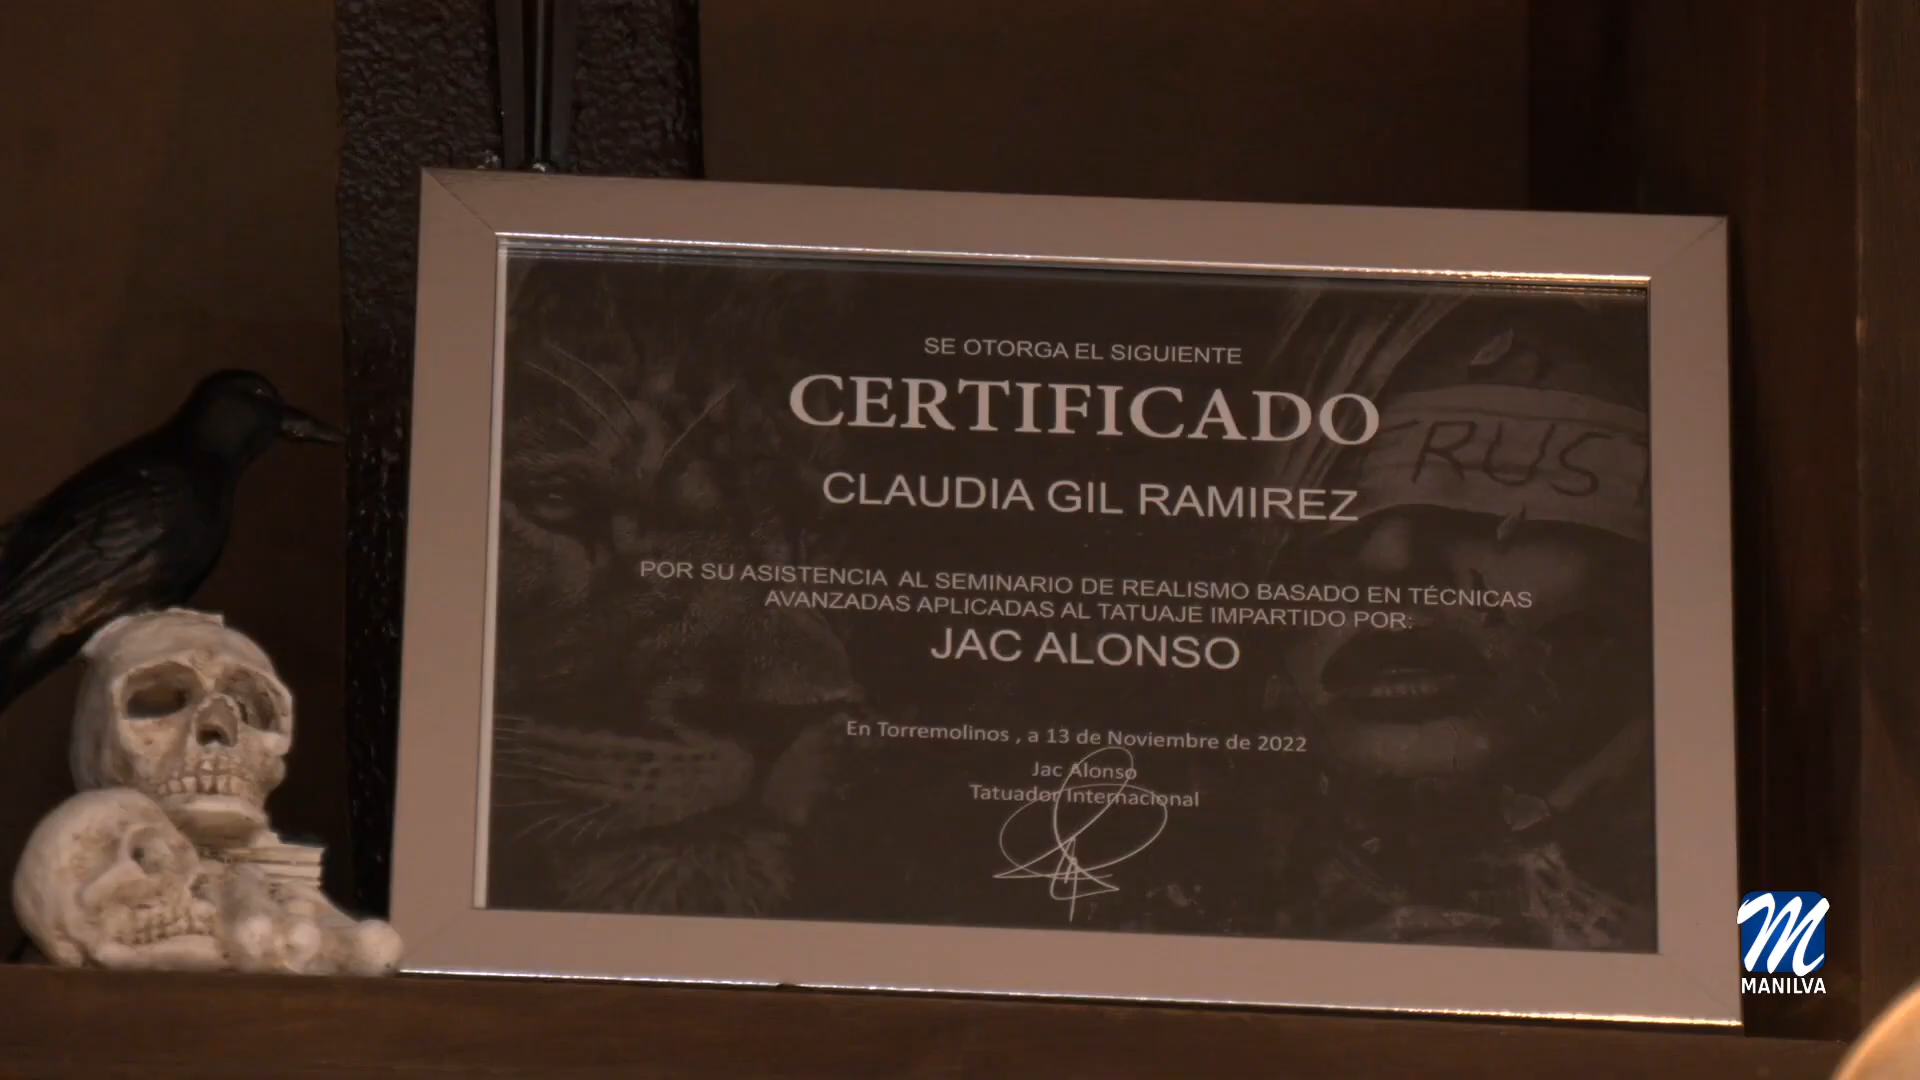 SE OTORGA EL SIGUIENTE
CERTIFICADO
CLAUDIA GIL RAMIREZ
POR SU ASISTENCIA AL SEMINARIO DE REALISMO BASADO EN TÉCNICAS
AVANZADAS APLICADAS AL TATUAJE IMPARTIDO POR:
JAC ALONSO
En Torremolinos , a 13 de Noviembre de 2022
Jac Alonso
Tatuador Internacional
RUS
M
MANILVA